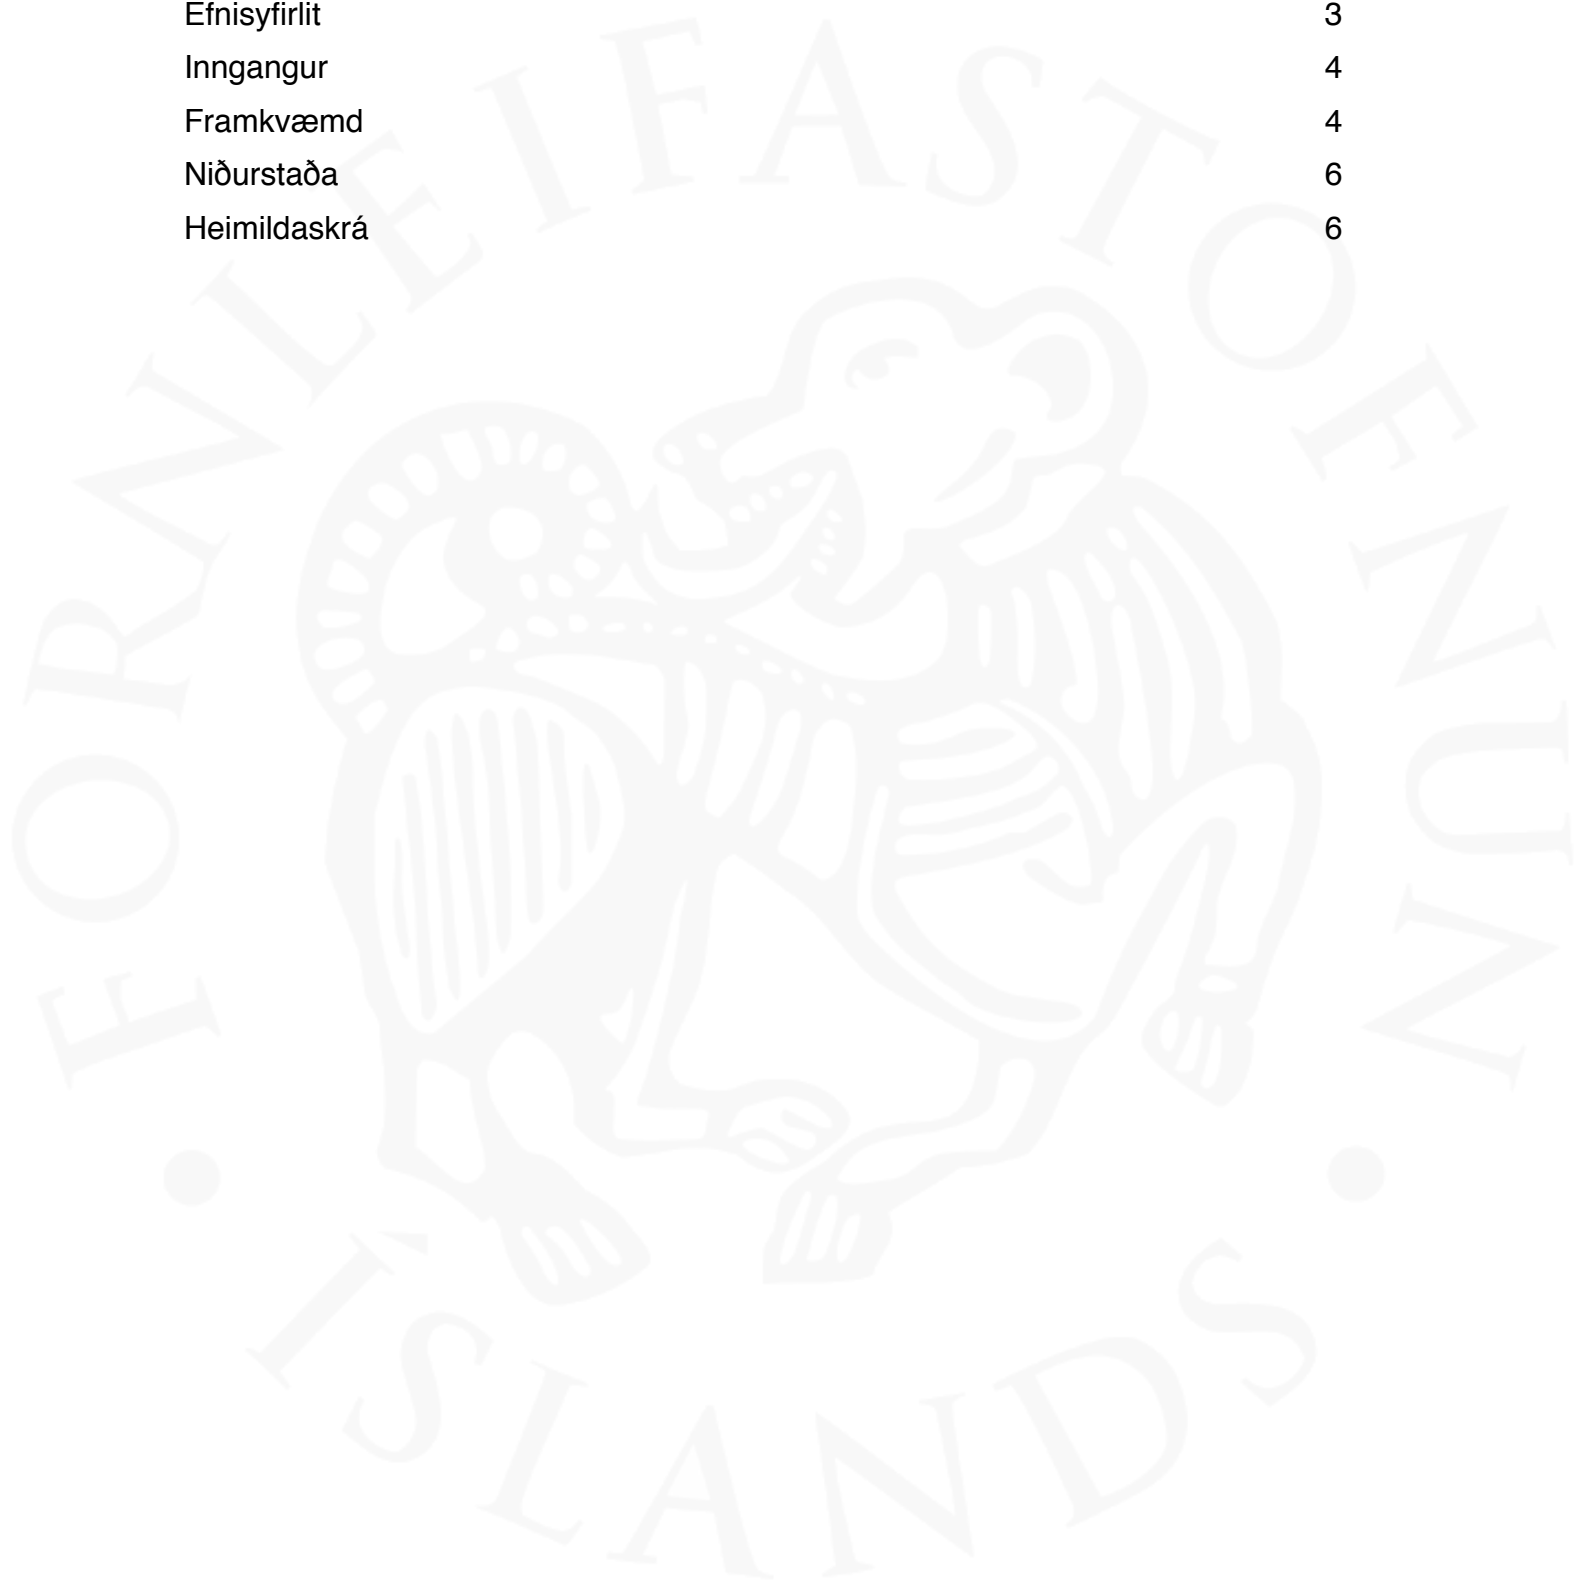 Efnisyfirlit 3
Inngangur 4
Framkvæmd 4
Niðurstaða 6
Heimildaskrá 6
FORNLEIFASTOFNUN
ÍSLANDS